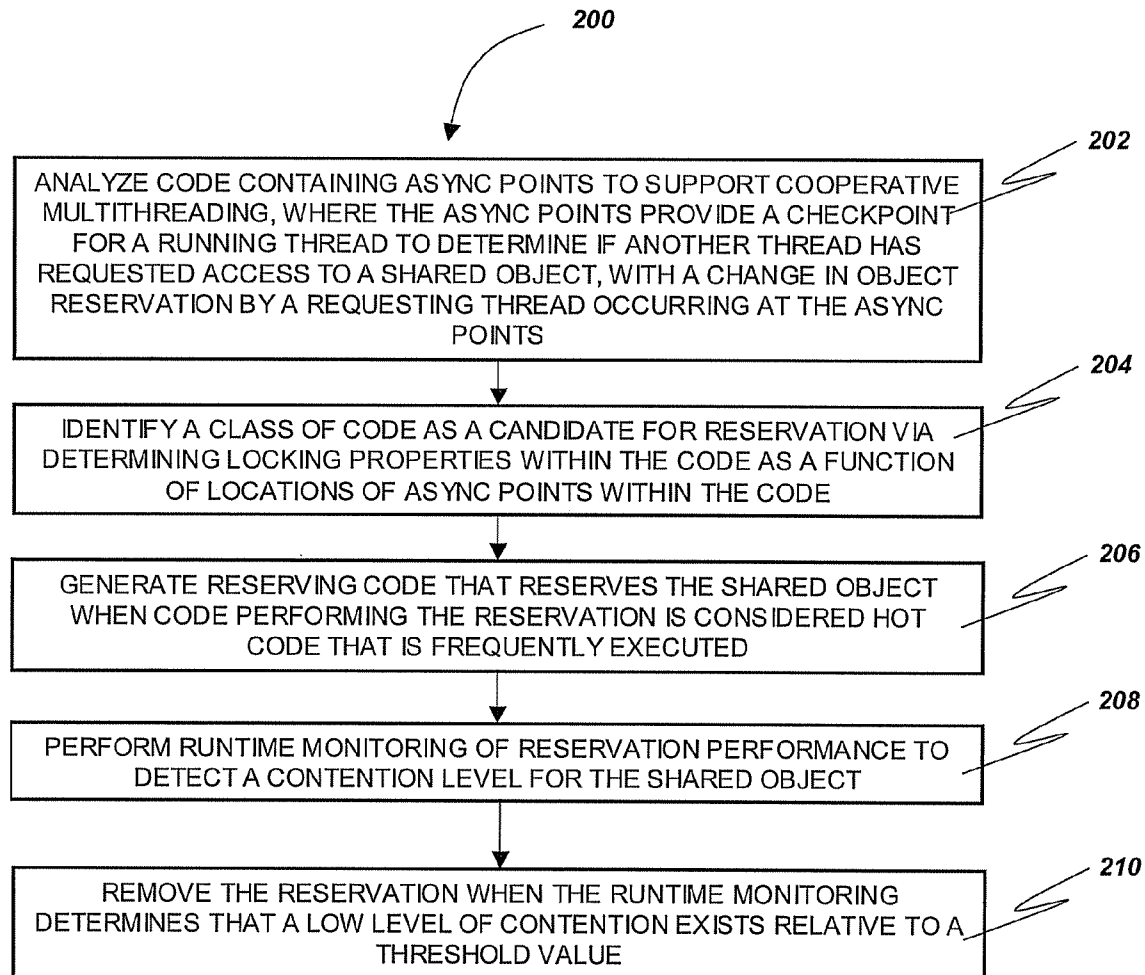 200
202
ANALYZE CODE CONTAINING ASYNC POINTS TO SUPPORT COOPERATIVE
MULTITHREADING, WHERE THE ASYNC POINTS PROVIDE A CHECKPOINT
FOR A RUNNING THREAD TO DETERMINE IF ANOTHER THREAD HAS
REQUESTED ACCESS TO A SHARED OBJECT, WITH A CHANGE IN OBJECT
RESERVATION BY A REQUESTING THREAD OCCURRING AT THE ASYNC
POINTS
204
IDENTIFY A CLASS OF CODE AS A CANDIDATE FOR RESERVATION VIA
DETERMINING LOCKING PROPERTIES WITHIN THE CODE AS A FUNCTION
OF LOCATIONS OF ASYNC POINTS WITHIN THE CODE
206
GENERATE RESERVING CODE THAT RESERVES THE SHARED OBJECT
WHEN CODE PERFORMING THE RESERVATION IS CONSIDERED HOT
CODE THAT IS FREQUENTLY EXECUTED
208
PERFORM RUNTIME MONITORING OF RESERVATION PERFORMANCE TO
DETECT A CONTENTION LEVEL FOR THE SHARED OBJECT
210
REMOVE THE RESERVATION WHEN THE RUNTIME MONITORING
DETERMINES THAT A LOW LEVEL OF CONTENTION EXISTS RELATIVE TO A
THRESHOLD VALUE